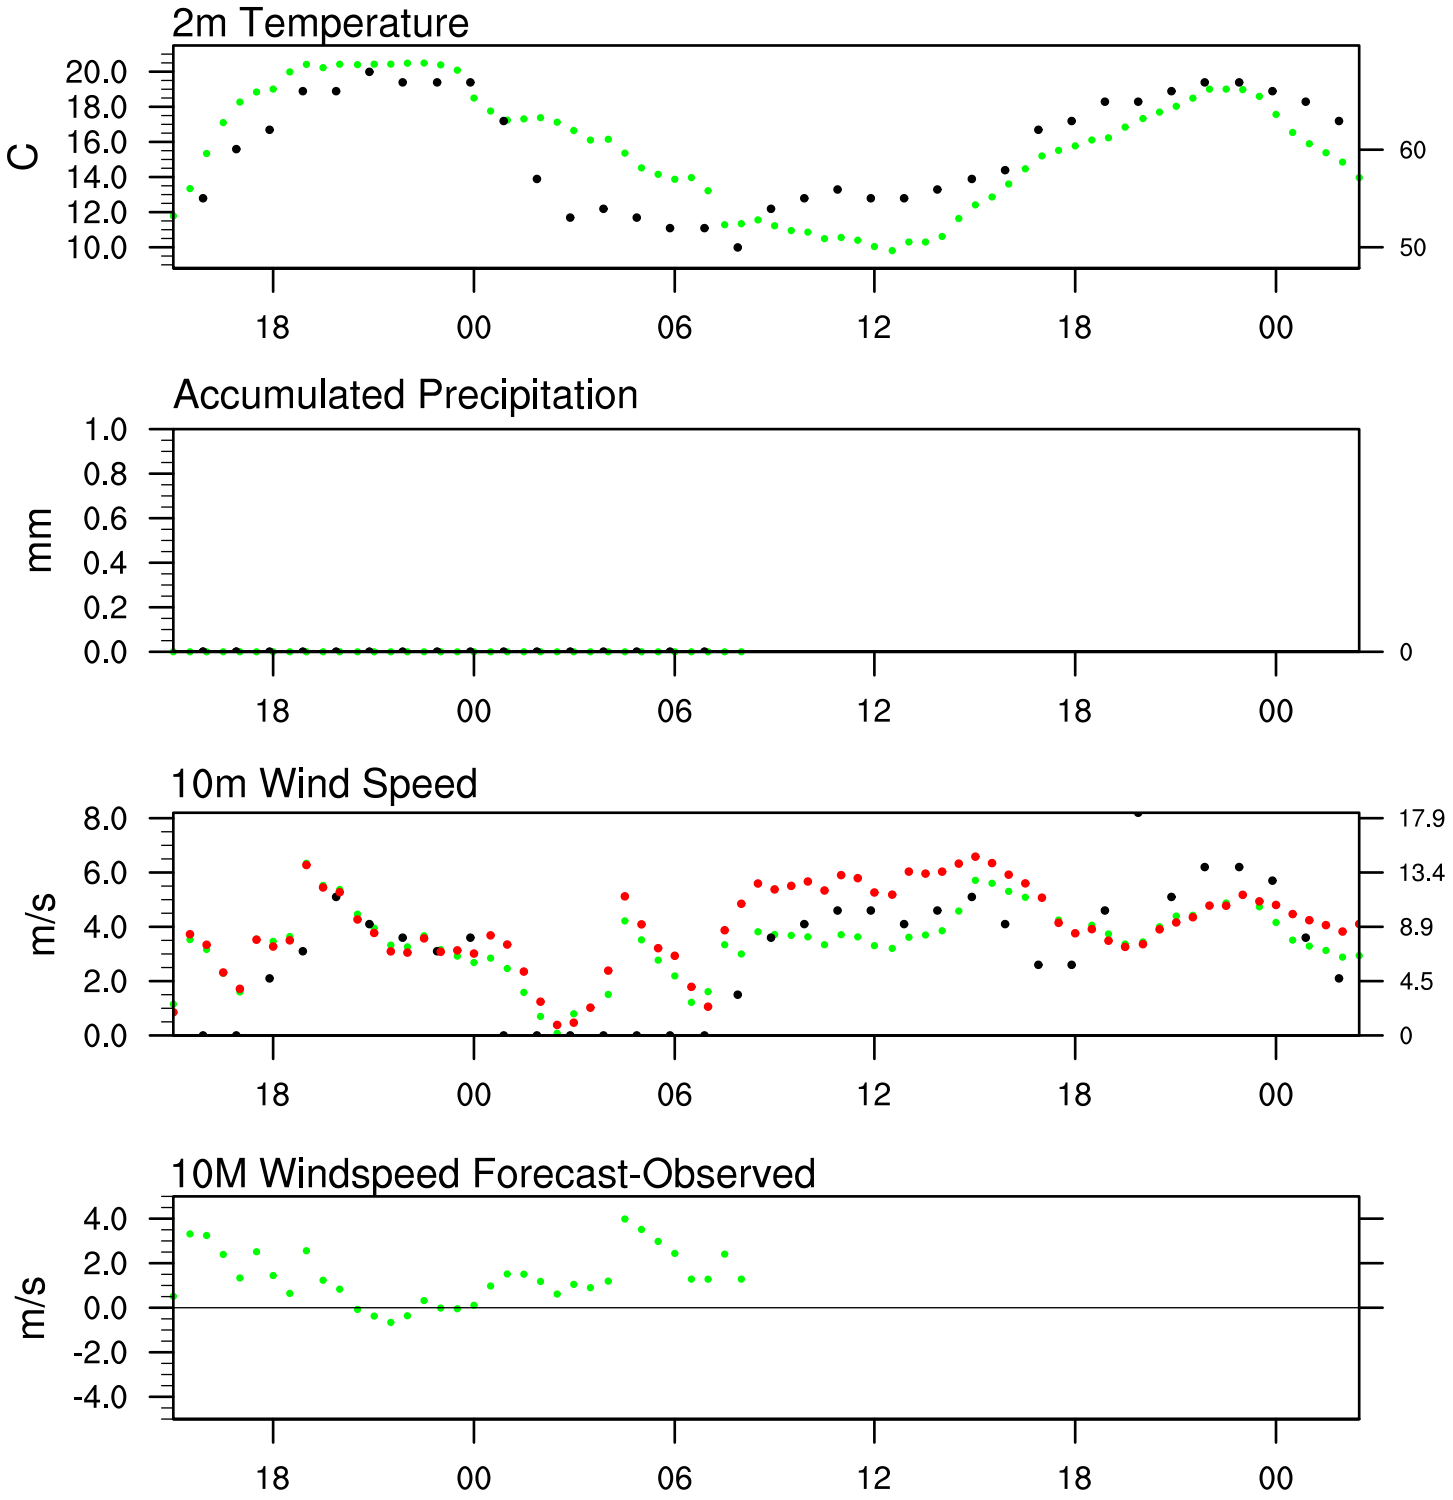 2m Temperature
20.0
18.0
16.0
14.0
12.0
10.0
C
60
50
18 00 06 12 18 00
Accumulated Precipitation
1.0
0.8
0.6
0.4
0.2
0.0
mm
0
18 00 06 12 18 00
10m Wind Speed
8.0 17.9
6.0 13.4
4.0 8.9
2.0 4.5
0.0 0
m/s
18 00 06 12 18 00
10M Windspeed Forecast-Observed
4.0
2.0
0.0
-2.0
-4.0
m/s
18 00 06 12 18 00